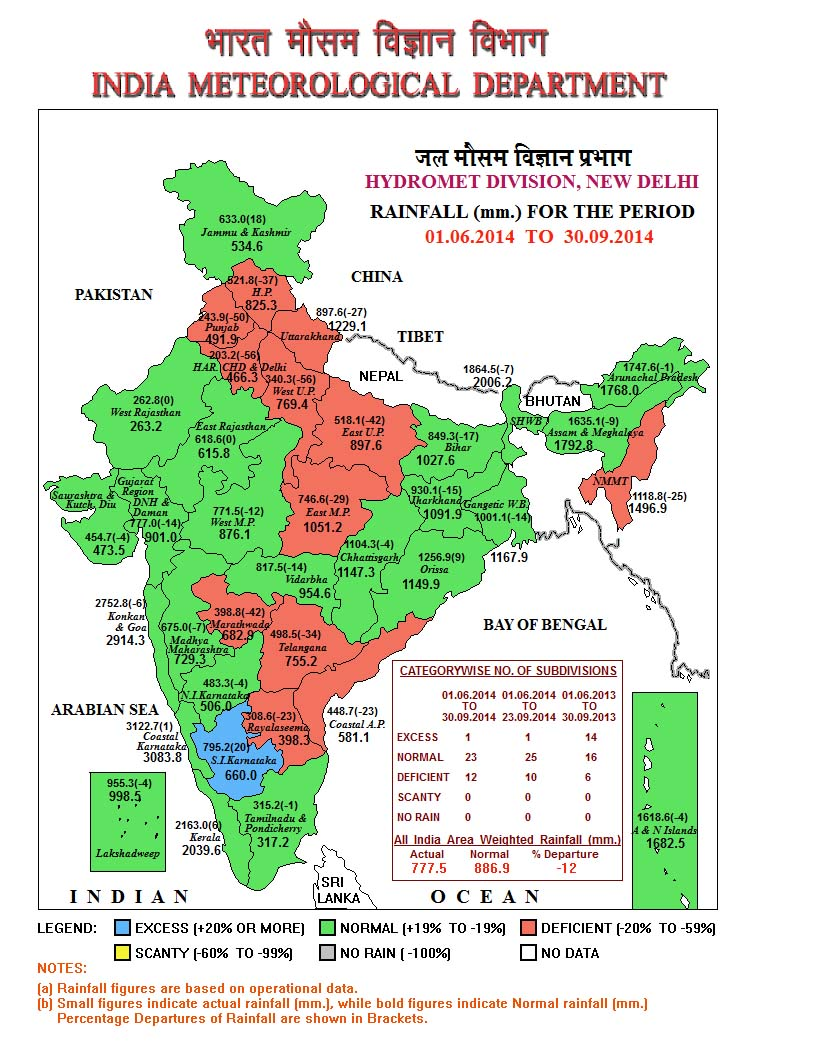 भारत मौसम विज्ञान विभाग
INDIA METEOROLOGICAL DEPARTMENT
जल मौसम विज्ञान प्रभाग
HYDROMET DIVISION, NEW DELHI
RAINFALL (mm.) FOR THE PERIOD
01.06.2014 TO 30.09.2014
633.0(18)
Jammu & Kashmir
534.6
CHINA
PAKISTAN
521.8(-37)
H.P.
825.3
243.9(-50)
Punjab
491.9
897.6(-27)
1229.1
Uttarakhand
TIBET
203.2(-56)
HAR. CHD & Delhi
466.3
NEPAL
340.3(-56)
West U.P.
769.4
1864.5(-7)
2006.2
SHWB
BHUTAN
1747.6(-1)
Arunachal Pradesh
1768.0
262.8(0)
West Rajasthan
263.2
East Rajasthan
618.6(0)
615.8
518.1(-42)
East U.P.
897.6
849.3(-17)
Bihar
1027.6
1635.1(-9)
Assam & Meghalaya
1792.8
NMMT
1118.8(-25)
1496.9
Saurashtra &
Kutch, Diu
454.7(-4)
473.5
Gujarat
Region
DNH &
Daman
777.0(-14)
901.0
771.5(-12)
West M.P.
876.1
746.6(-29)
East M.P.
1051.2
930.1(-15)
Jharkhand
1091.9
Gangetic W.B.
1001.1(-14)
1167.9
817.5(-14)
Vidarbha
954.6
1104.3(-4)
Chhattisgarh
1147.3
1256.9(9)
Orissa
1149.9
2752.8(-6)
Konkan
& Goa
2914.3
675.0(-7)
Madhya
Maharashtra
729.3
398.8(-42)
Marathwada
682.9
498.5(-34)
Telangana
755.2
BAY OF BENGAL
483.3(-4)
N.I.Karnataka
506.0
ARABIAN SEA
3122.7(1)
Coastal
Karnataka
3083.8
308.6(-23)
Rayalaseema
398.3
448.7(-23)
Coastal A.P.
581.1
795.2(20)
S.I.Karnataka
660.0
955.3(-4)
998.5
Lakshadweep
2163.0(6)
Kerala
2039.6
315.2(-1)
Tamilnadu &
Pondicherry
317.2
1618.6(-4)
A & N Islands
1682.5
CATEGORYWISE NO. OF SUBDIVISIONS
01.06.2014 01.06.2014 01.06.2013
TO TO TO
30.09.2014 23.09.2014 30.09.2013
EXCESS 1 1 14
NORMAL 23 25 16
DEFICIENT 12 10 6
SCANTY 0 0 0
NO RAIN 0 0 0
All India Area Weighted Rainfall (mm.)
Actual Normal % Departure
777.5 886.9 -12
SRI
LANKA
INDIAN OCEAN
LEGEND: EXCESS (+20% OR MORE) NORMAL (+19% TO -19%) DEFICIENT (-20% TO -59%)
SCANTY (-60% TO -99%) NO RAIN ( -100%) NO DATA
NOTES:
(a) Rainfall figures are based on operational data.
(b) Small figures indicate actual rainfall (mm.), while bold figures indicate Normal rainfall (mm.)
Percentage Departures of Rainfall are shown in Brackets.